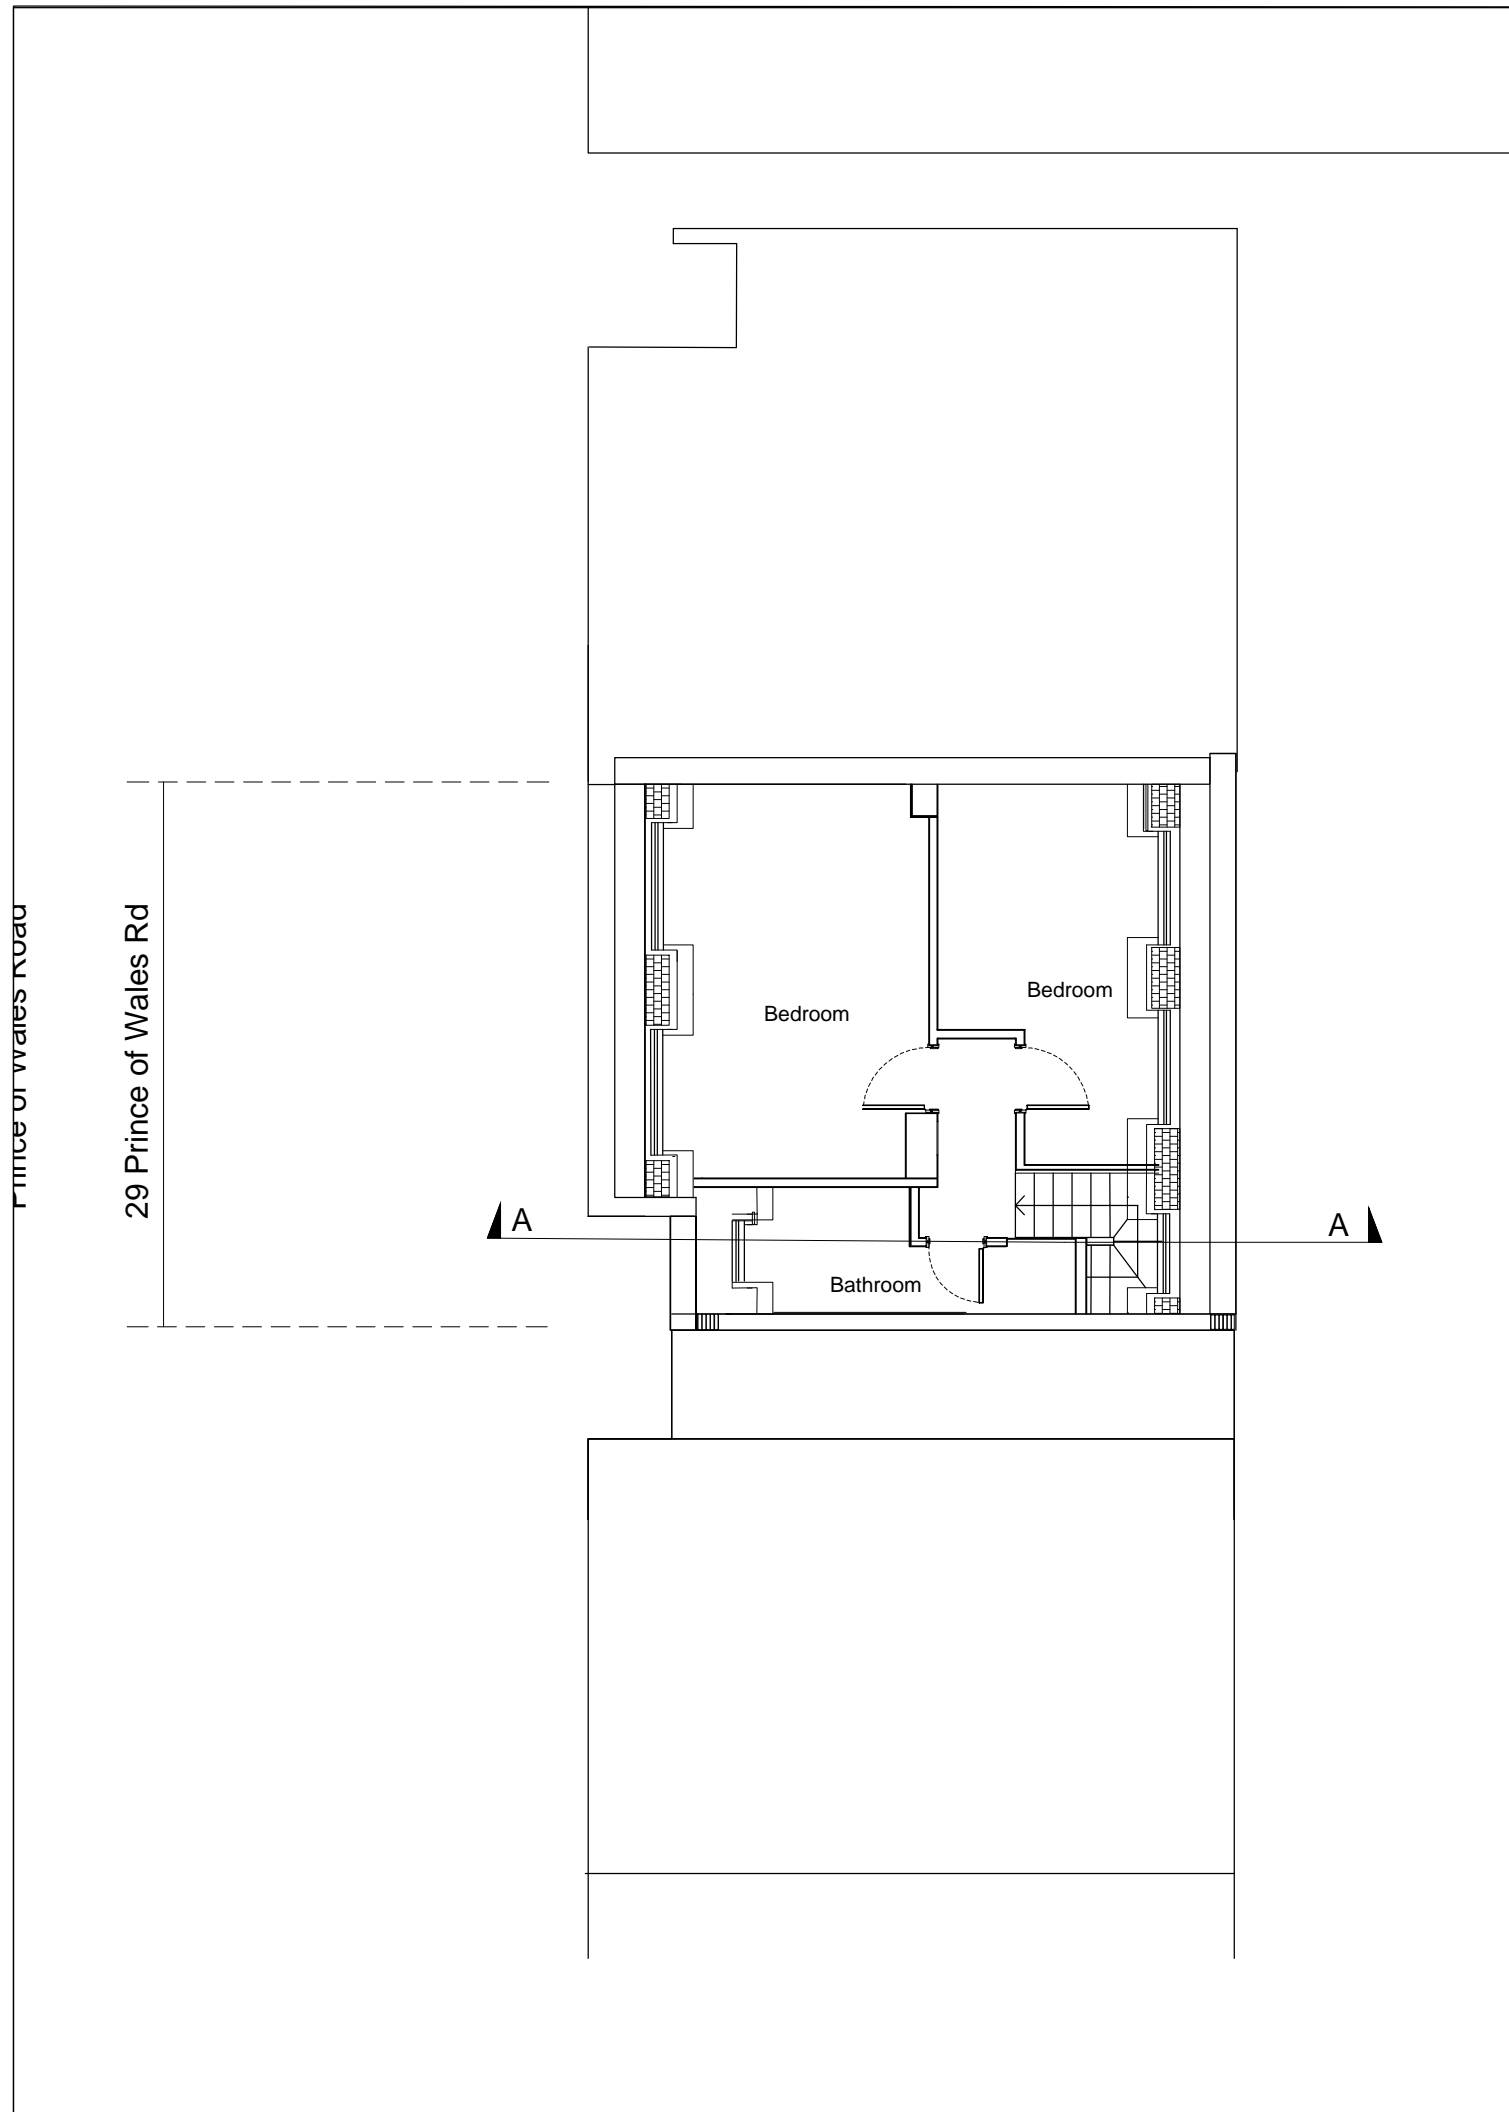 Prince of Wales Road
29 Prince of Wales Rd
Bedroom
Bedroom
A
A
Bathroom